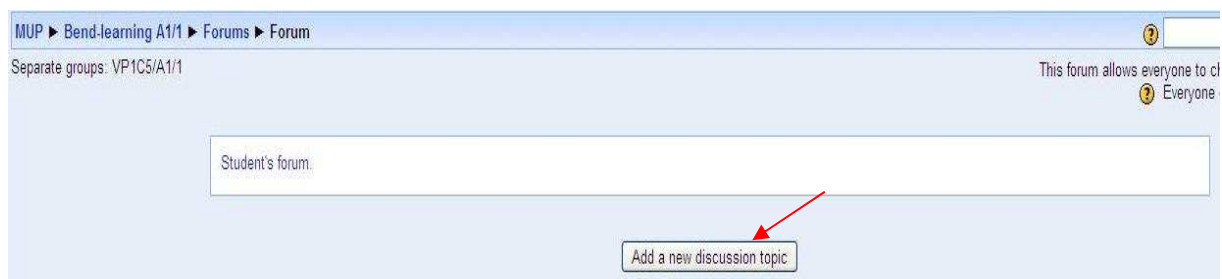 MUP ► Bend-learning A1/1 ► Forums ► Forum
Separate groups: VP1C5/A1/1
This forum allows everyone to
Everyone
Student's forum.
Add a new discussion topic